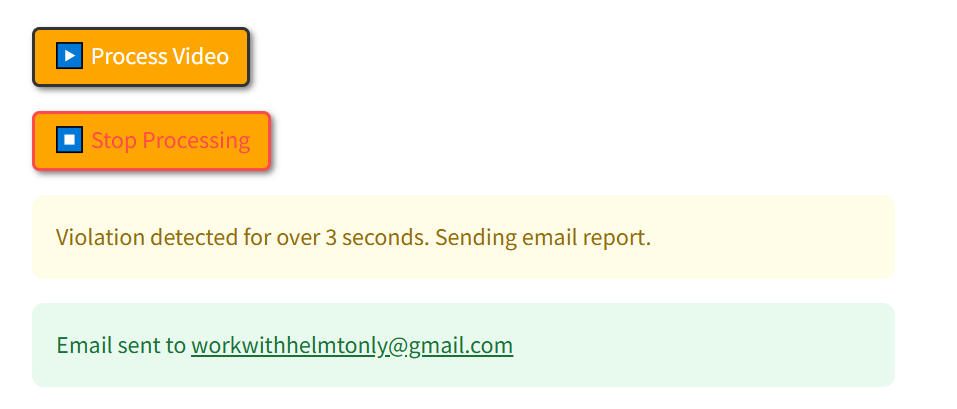 Process Video
Stop Processing
Violation detected for over 3 seconds. Sending email report.
Email sent to workwithhelmtonly@gmail.com